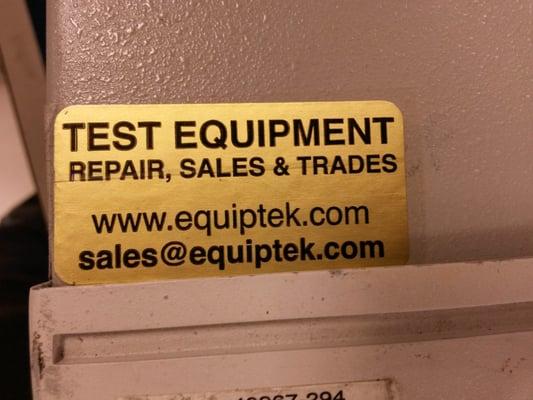 TEST EQUIPMENT
REPAIR, SALES & TRADES
www.equiptek.com
sales@equiptek.com